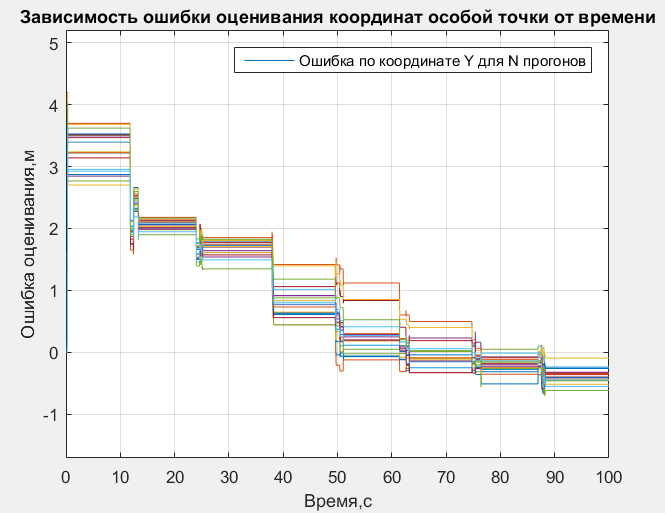 Зависимость ошибки оценивания координат особой точки от времени
Ошибка по координате Y для N прогонов
Ошибка оценивания,м
5
4
3
2
1
0
-1
0 10 20 30 40 50 60 70 80 90 100
Время,с